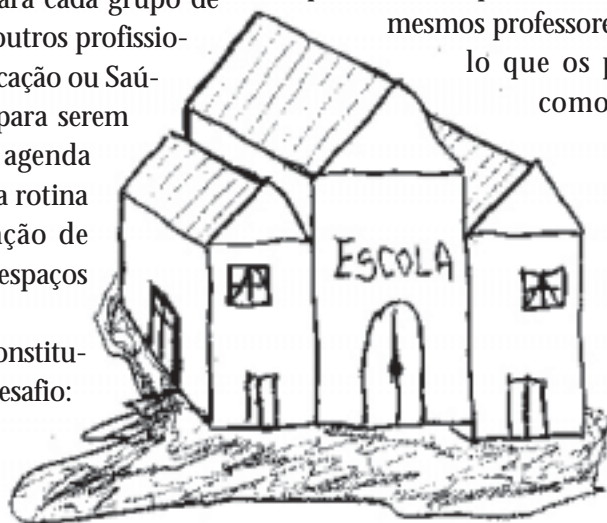 ara cada grupo de
outros profissio-
cação ou Saú-
para serem
agenda
a rotina
ação de
espaços
onstitu-
esafio:
mesmos professore
lo que os p
como
ESCOLA